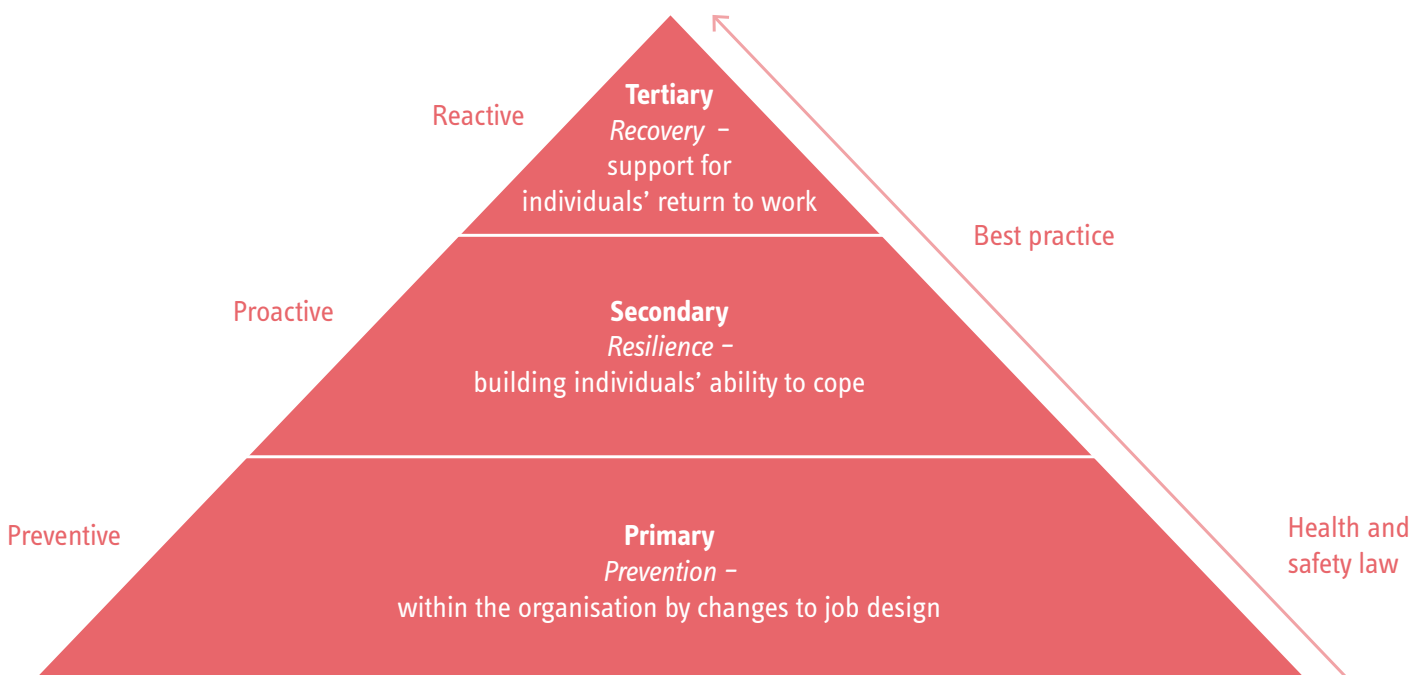 Reactive
Tertiary
Recovery –
support for
individuals’ return to work
Best practice
Proactive
Secondary
Resilience –
building individuals’ ability to cope
Preventive
Primary
Prevention –
within the organisation by changes to job design
Health and
safety law